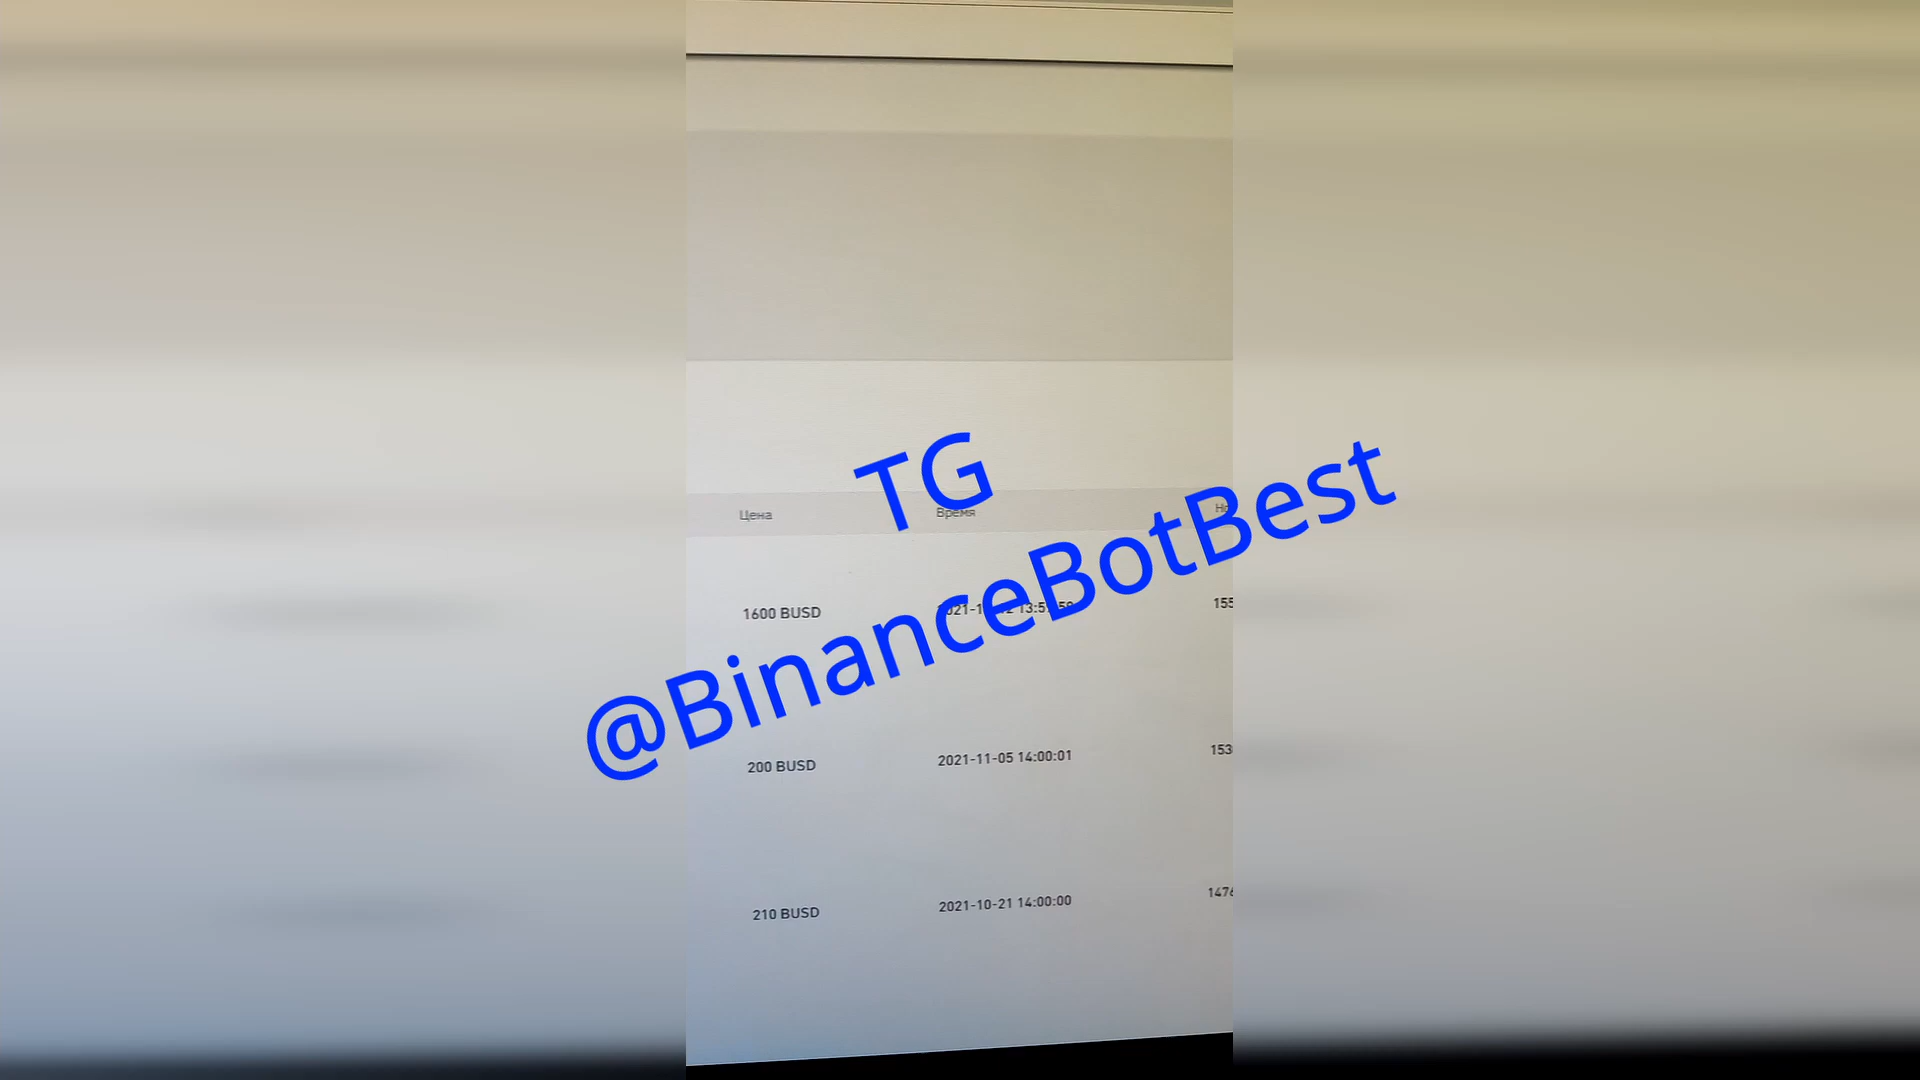 TG
@BinanceBotBest
Цена Время
1600 BUSD
200 BUSD 2021-11-05 14:00:01
210 BUSD 2021-10-21 14:00:00